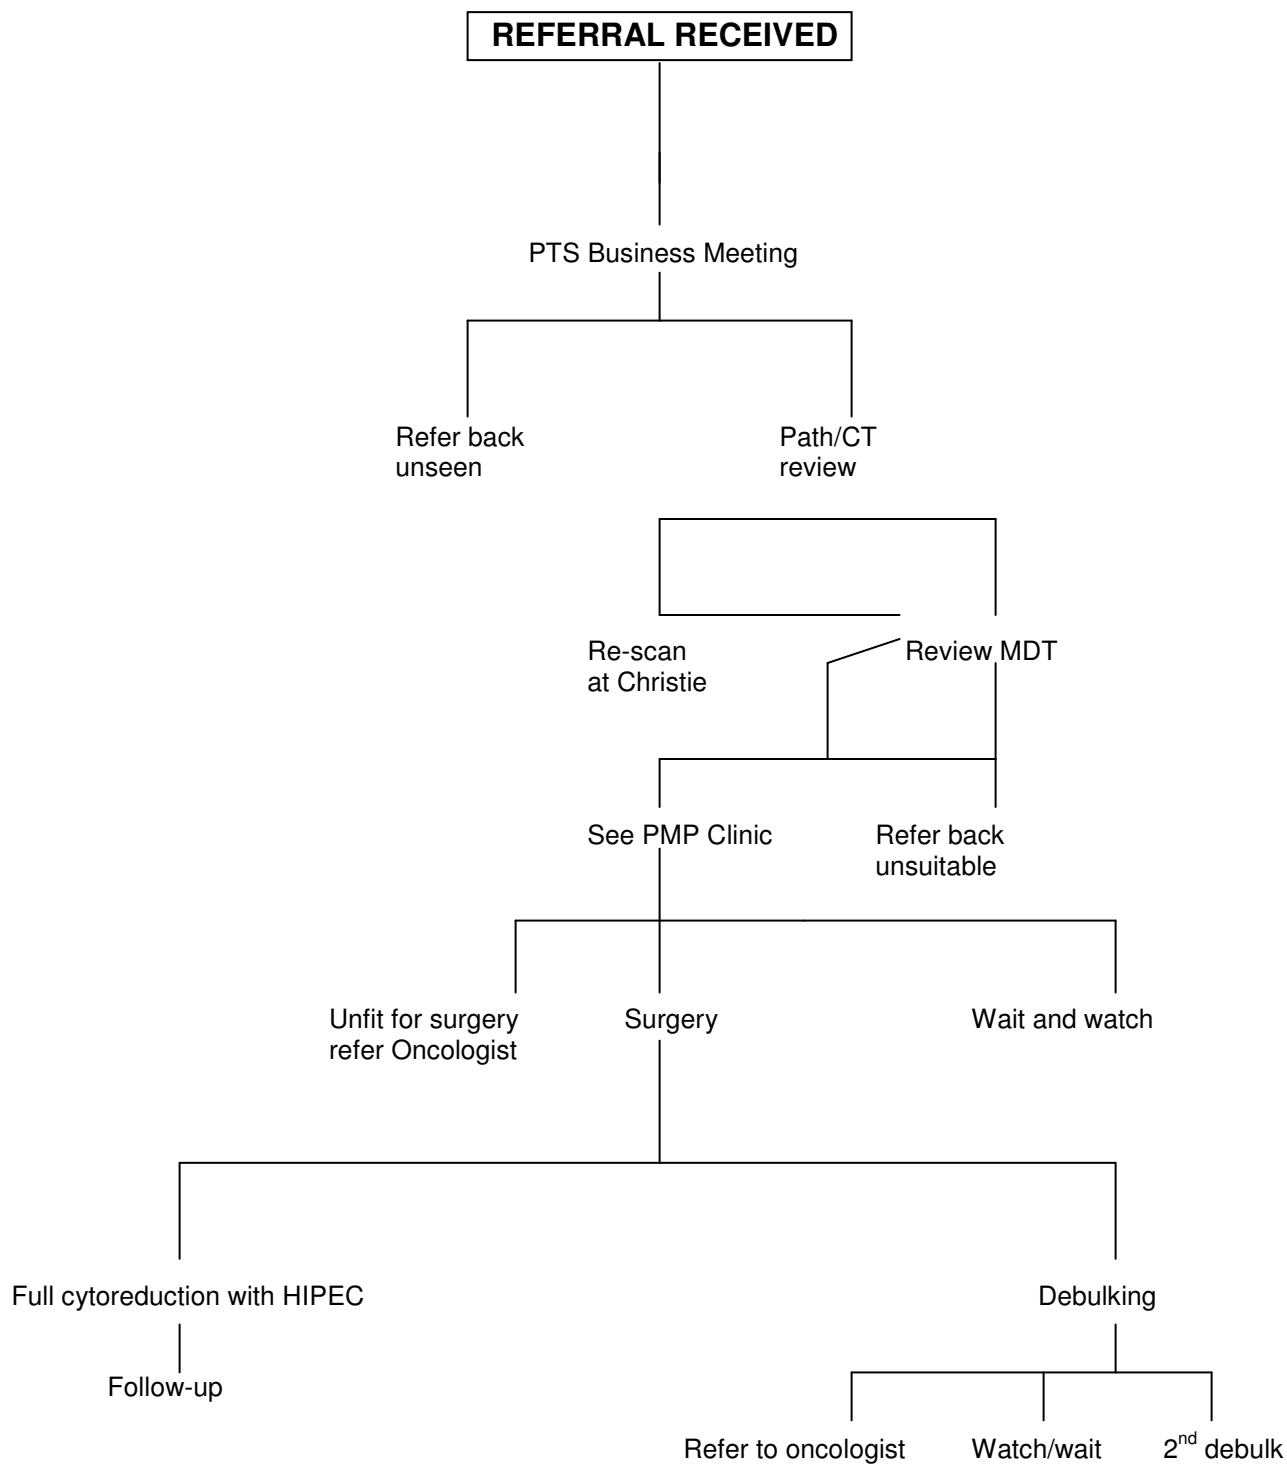 REFERRAL RECEIVED
PTS Business Meeting
Refer back
unseen
Path/CT
review
Re-scan
at Christie
Review MDT
See PMP Clinic
Refer back
unsuitable
Unfit for surgery
refer Oncologist
Surgery
Wait and watch
Full cytoreduction with HIPEC
Debulking
Follow-up
Refer to oncologist
Watch/wait
2nd debulk